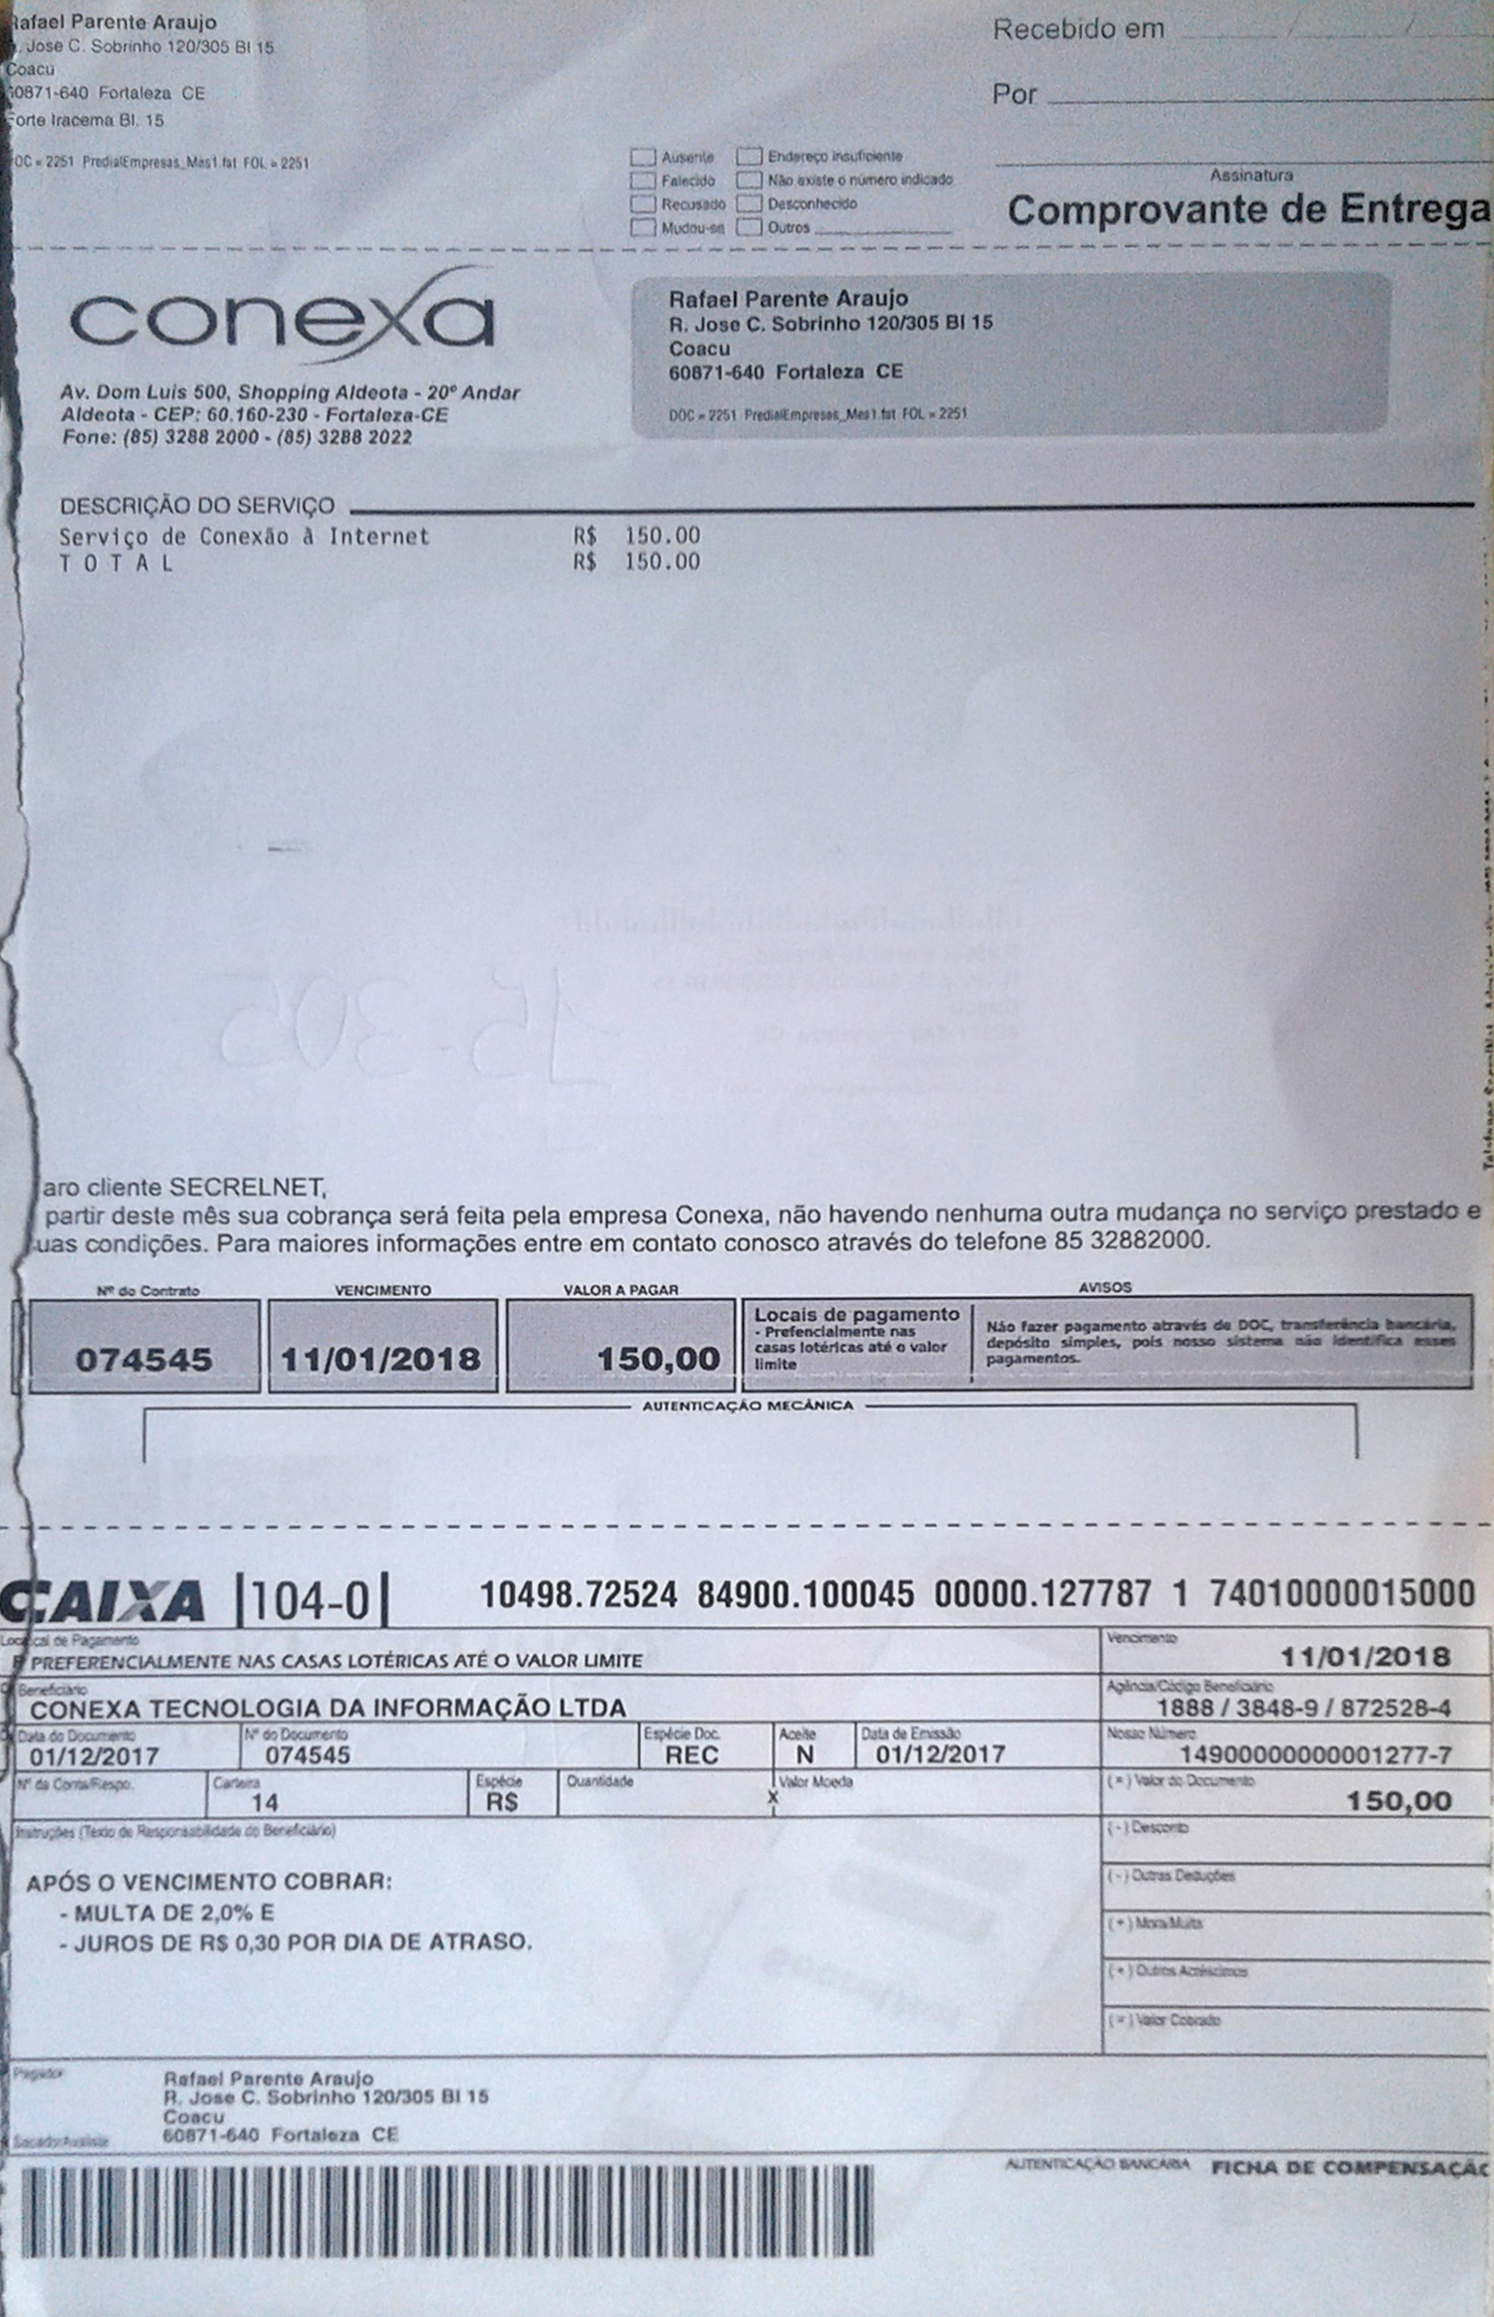 Rafael Parente Araujo
. Jose C. Sobrinho 120/305 Bl 15
Coacu
60871-640 Fortaleza CE
Forte Iracema Bl. 15
OC = 2251 PredialEmpresas_Mes1.fat FOL = 2251
Recebido em / /
Por
Ausente Endereço insuficiente
Falecido Não existe o número indicado
Recusado Desconhecido
Mudou-se Outros
Assinatura
Comprovante de Entrega
conexa
Av. Dom Luis 500, Shopping Aldeota - 20º Andar
Aldeota - CEP: 60.160-230 - Fortaleza-CE
Fone: (85) 3288 2000 - (85) 3288 2022
Rafael Parente Araujo
R. Jose C. Sobrinho 120/305 Bl 15
Coacu
60871-640 Fortaleza CE
DOC = 2251 PredialEmpresas_Mes1.fat FOL = 2251
DESCRIÇÃO DO SERVIÇO
Serviço de Conexão à Internet R$ 150.00
T O T A L R$ 150.00
aro cliente SECRELNET,
partir deste mês sua cobrança será feita pela empresa Conexa, não havendo nenhuma outra mudança no serviço prestado e
uas condições. Para maiores informações entre em contato conosco através do telefone 85 32882000.
Nº do Contrato VENCIMENTO VALOR A PAGAR AVISOS
074545 11/01/2018 150,00
Locais de pagamento
- Prefencialmente nas
casas lotéricas até o valor
limite
Não fazer pagamento através de DOC, transferência bancária,
depósito simples, pois nosso sistema não identifica esses
pagamentos.
AUTENTICAÇÃO MECÂNICA
CAIXA |104-0| 10498.72524 84900.100045 00000.127787 1 74010000015000
Local de Pagamento Vencimento
PREFERENCIALMENTE NAS CASAS LOTÉRICAS ATÉ O VALOR LIMITE 11/01/2018
Beneficiário Agência/Código Beneficiário
CONEXA TECNOLOGIA DA INFORMAÇÃO LTDA 1888 / 3848-9 / 872528-4
Data do Documento Nº do Documento Espécie Doc. Aceite Data de Emissão Nosso Número
01/12/2017 074545 REC N 01/12/2017 14900000000001277-7
Nº da Conta/Respo. Carteira Espécie Quantidade Valor Moeda (=) Valor do Documento
14 R$ x 150,00
Instruções (Texto de Responsabilidade do Beneficiário) (-) Desconto
(-) Outras Deduções
APÓS O VENCIMENTO COBRAR:
- MULTA DE 2,0% E
(+) Mora/Multa
- JUROS DE R$ 0,30 POR DIA DE ATRASO.
(+) Outros Acréscimos
(=) Valor Cobrado
Pagador
Rafael Parente Araujo
R. Jose C. Sobrinho 120/305 Bl 15
Coacu
60871-640 Fortaleza CE
Sacador/Avalista
AUTENTICAÇÃO BANCÁRIA FICHA DE COMPENSAÇÃO